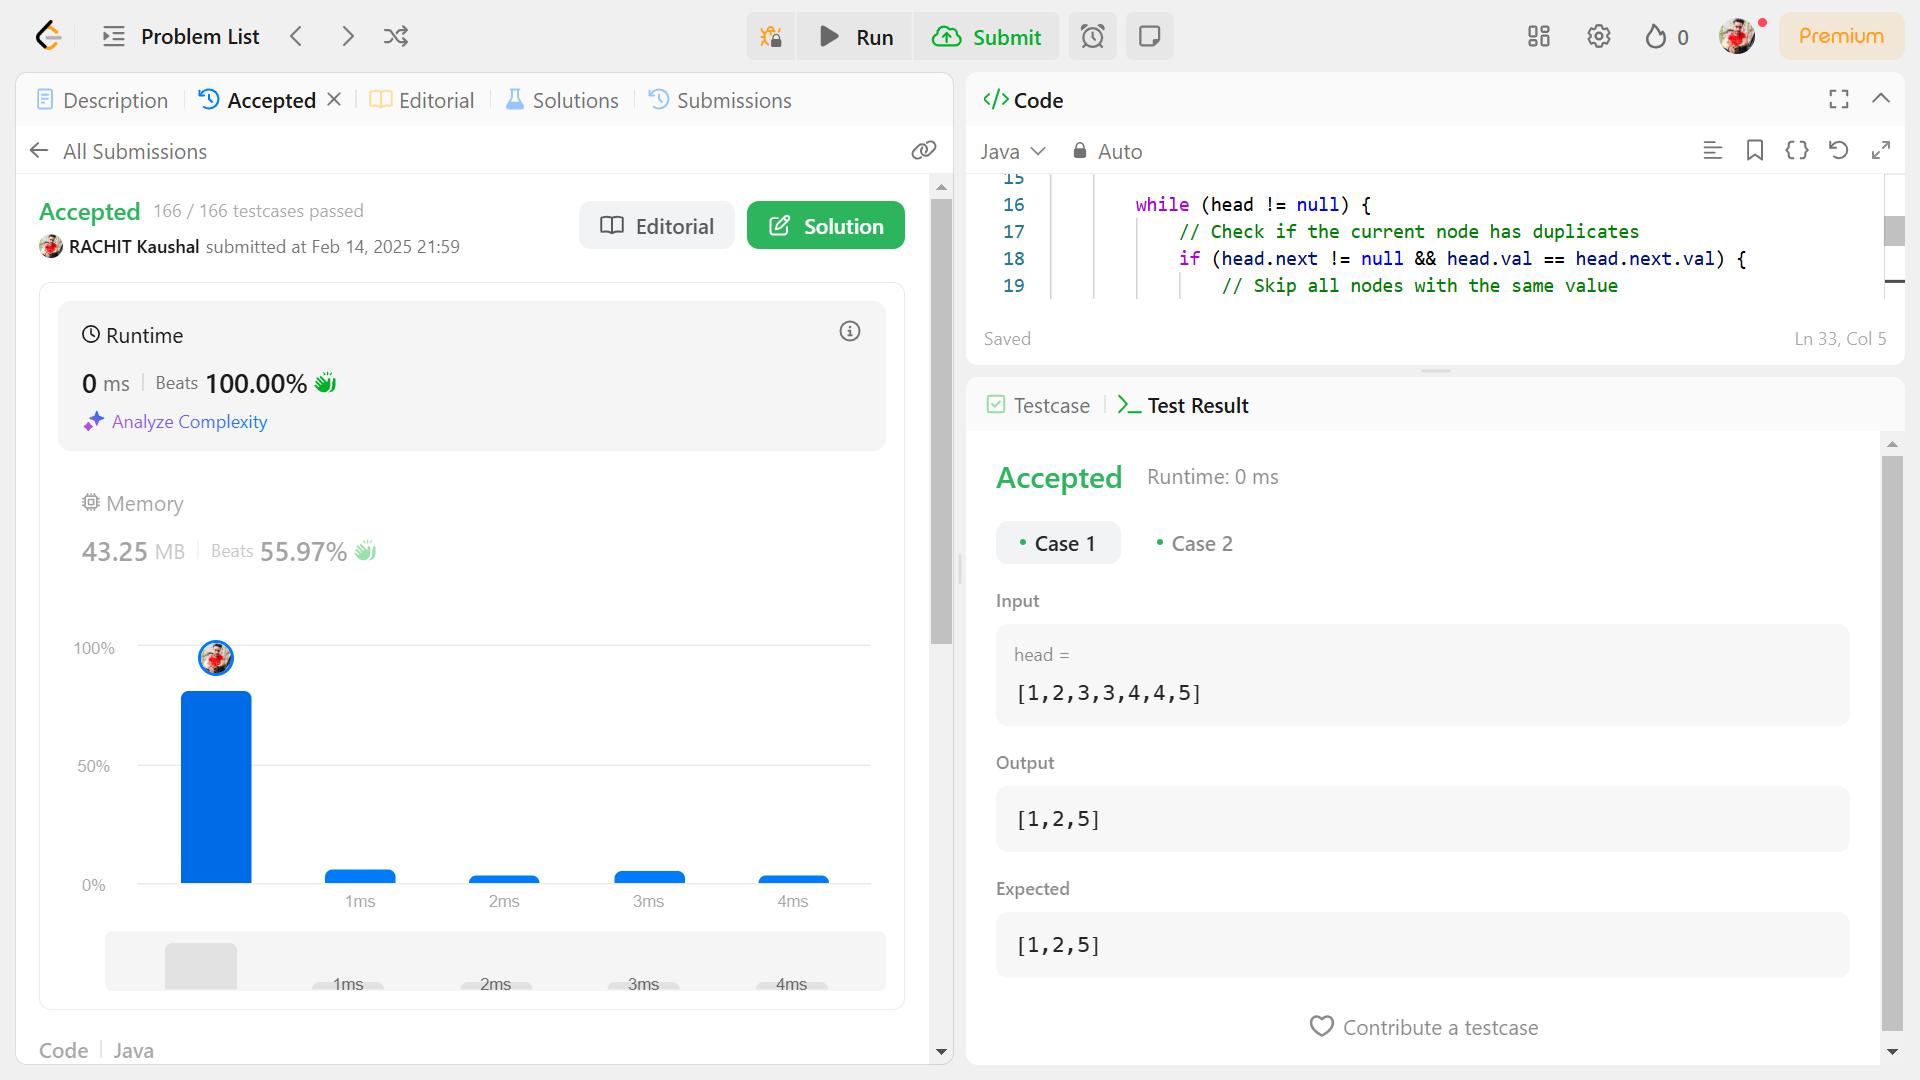 Problem List
Run
Submit
0
Premium
Description
Accepted
Editorial
Solutions
Submissions
All Submissions
Accepted 166 / 166 testcases passed
RACHIT Kaushal submitted at Feb 14, 2025 21:59
Editorial
Solution
Runtime
0 ms
Beats 100.00%
Analyze Complexity
Memory
43.25 MB
Beats 55.97%
100%
50%
0%
1ms
2ms
3ms
4ms
1ms
2ms
3ms
4ms
Code
Java
</> Code
Java
Auto
15
16 while (head != null) {
17 // Check if the current node has duplicates
18 if (head.next != null && head.val == head.next.val) {
19 // Skip all nodes with the same value
Saved
Ln 33, Col 5
Testcase
Test Result
Accepted
Runtime: 0 ms
Case 1
Case 2
Input
head =
[1,2,3,3,4,4,5]
Output
[1,2,5]
Expected
[1,2,5]
Contribute a testcase